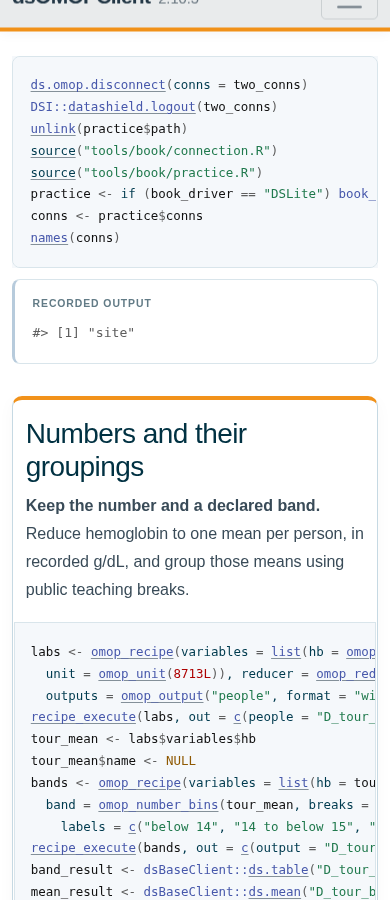 dsOMOPClient 2.10.3
ds.omop.disconnect(conns = two_conns)
DSI::datashield.logout(two_conns)
unlink(practice$path)
source("tools/book/connection.R")
source("tools/book/practice.R")
practice <- if (book_driver == "DSLite") book_
conns <- practice$conns
names(conns)
RECORDED OUTPUT
#> [1] "site"
Numbers and their
groupings
Keep the number and a declared band.
Reduce hemoglobin to one mean per person, in
recorded g/dL, and group those means using
public teaching breaks.
labs <- omop_recipe(variables = list(hb = omop
unit = omop_unit(8713L)), reducer = omop_red
outputs = omop_output("people", format = "wi
recipe_execute(labs, out = c(people = "D_tour_
tour_mean <- labs$variables$hb
tour_mean$name <- NULL
bands <- omop_recipe(variables = list(hb = tou
band = omop_number_bins(tour_mean, breaks =
labels = c("below 14", "14 to below 15", "
recipe_execute(bands, out = c(output = "D_tour
band_result <- dsBaseClient::ds.table("D_tour_
mean_result <- dsBaseClient::ds.mean("D_tour_b